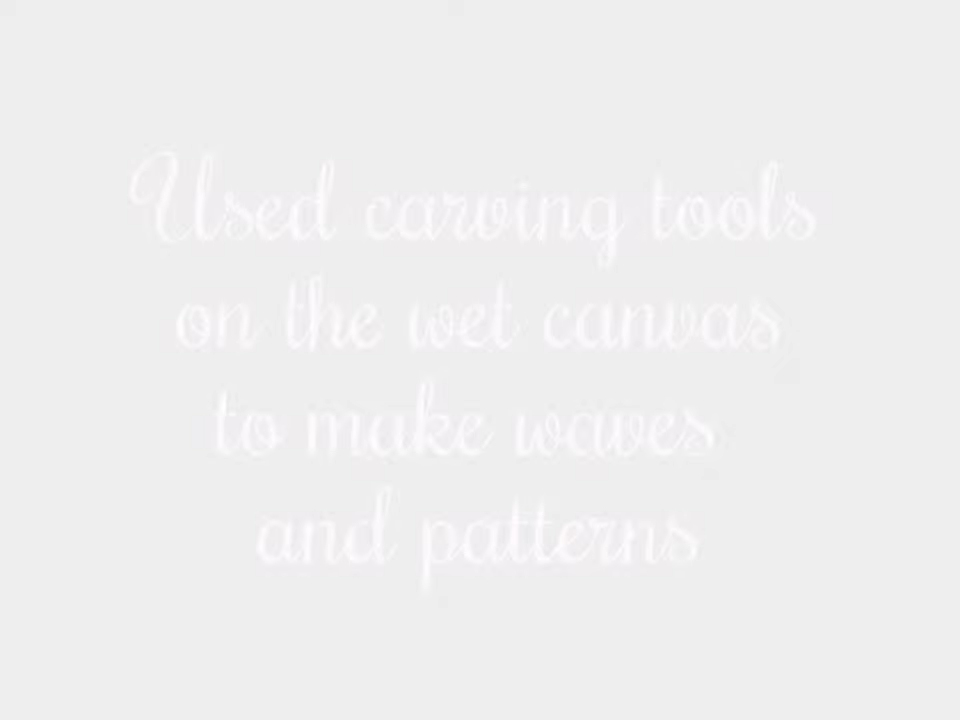 Used carving tools
on the wet canvas
to make waves
and patterns